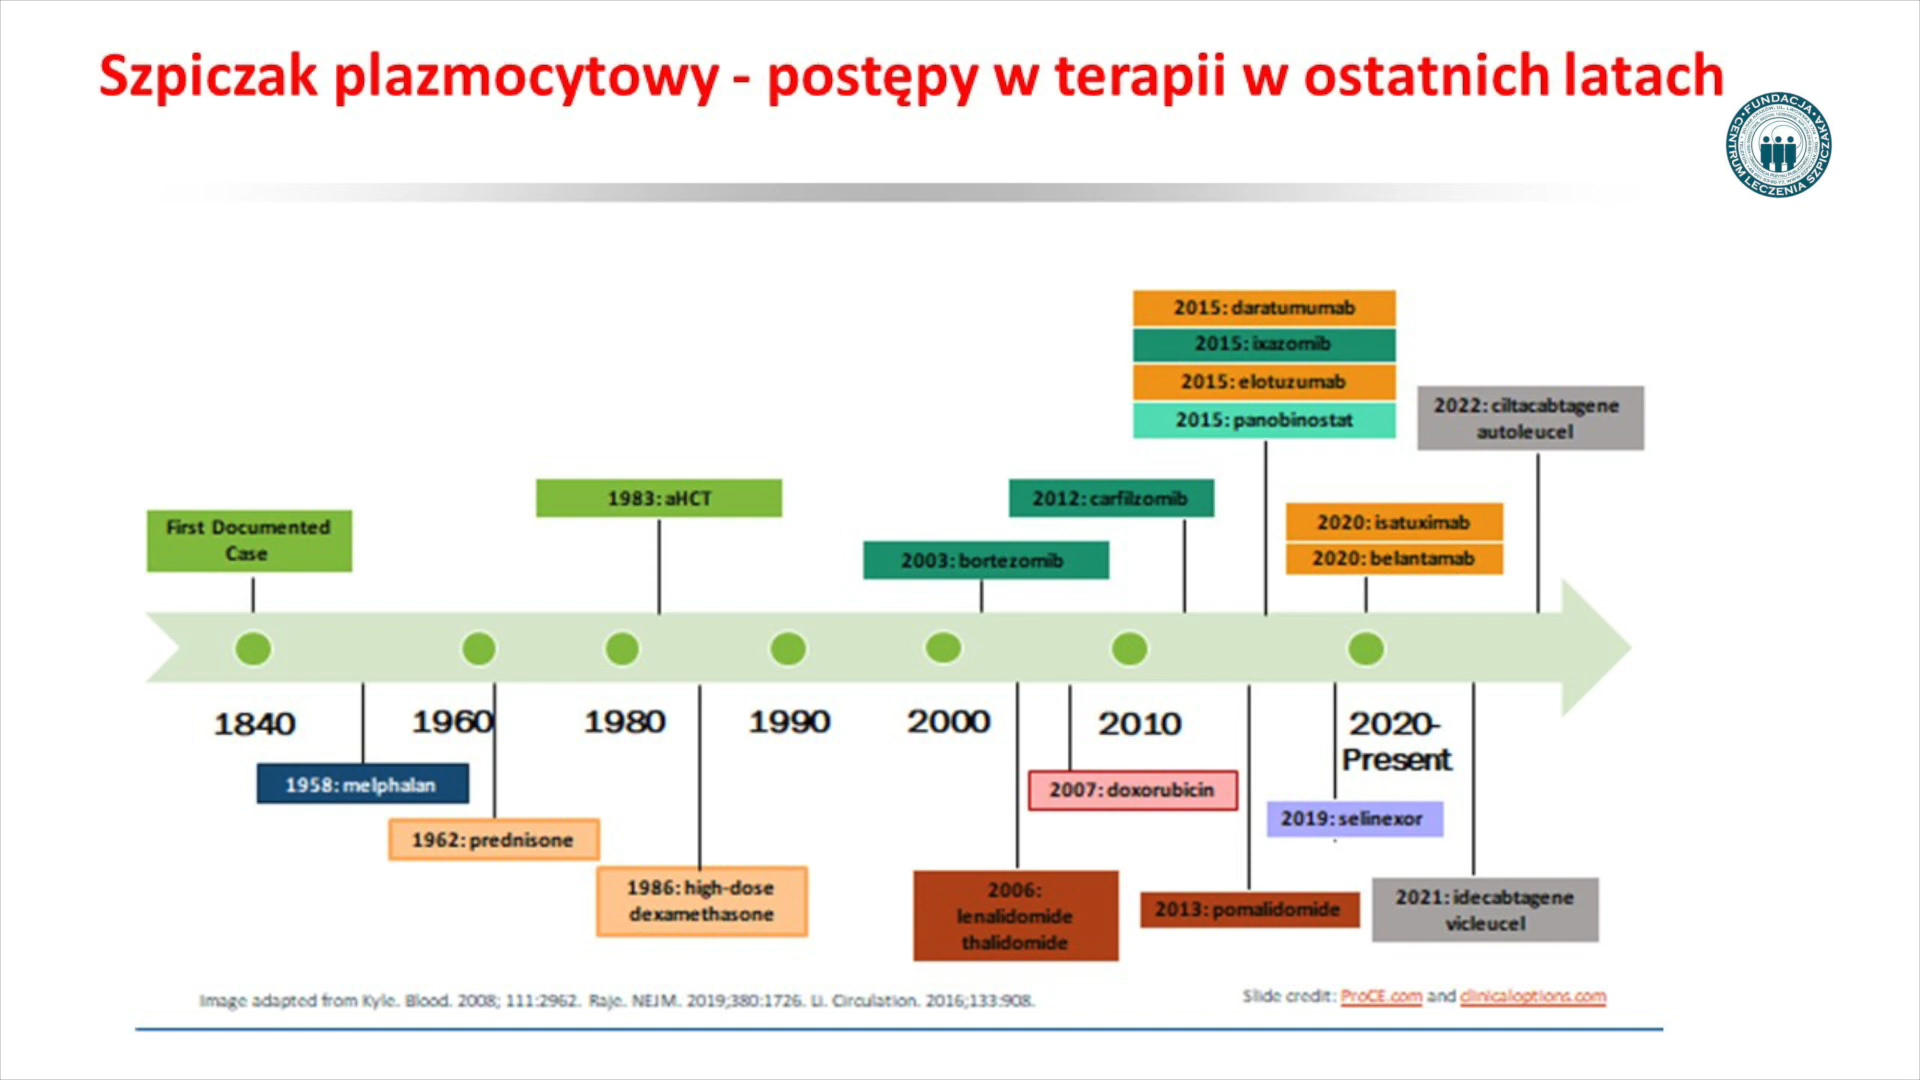 Szpiczak plazmocytowy - postępy w terapii w ostatnich latach
FUNDACJA
CENTRUM LECZENIA SZPICZAKA
2015: daratumumab
2015: ixazomib
2015: elotuzumab
2015: panobinostat
2022: ciltacabtagene
autoleucel
1983: aHCT
2012: carfilzomib
First Documented
Case
2003: bortezomib
2020: isatuximab
2020: belantamab
1840
1960
1980
1990
2000
2010
2020-
Present
1958: melphalan
2007: doxorubicin
1962: prednisone
2019: selinexor
1986: high-dose
dexamethasone
2006:
lenalidomide
thalidomide
2013: pomalidomide
2021: idecabtagene
vicleucel
Image adapted from Kyle. Blood. 2008; 111:2962. Raje. NEJM. 2019;380:1726. Li. Circulation. 2016;133:908.
Slide credit: ProCE.com and clinicaloptions.com